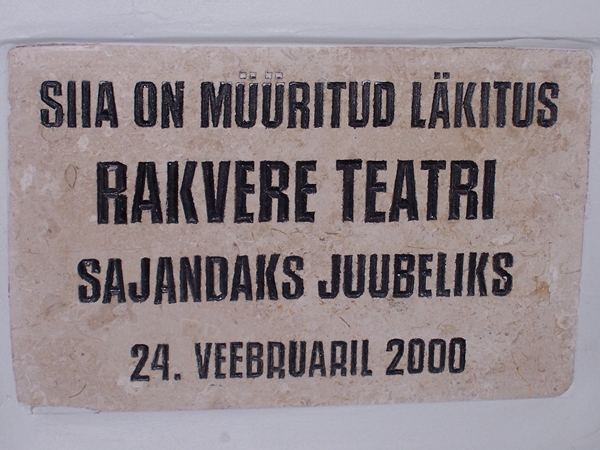 SIIA ON MÜÜRITUD LÄKITUS
RAKVERE TEATRI
SAJANDAKS JUUBELIKS
24. VEEBRUARIL 2000